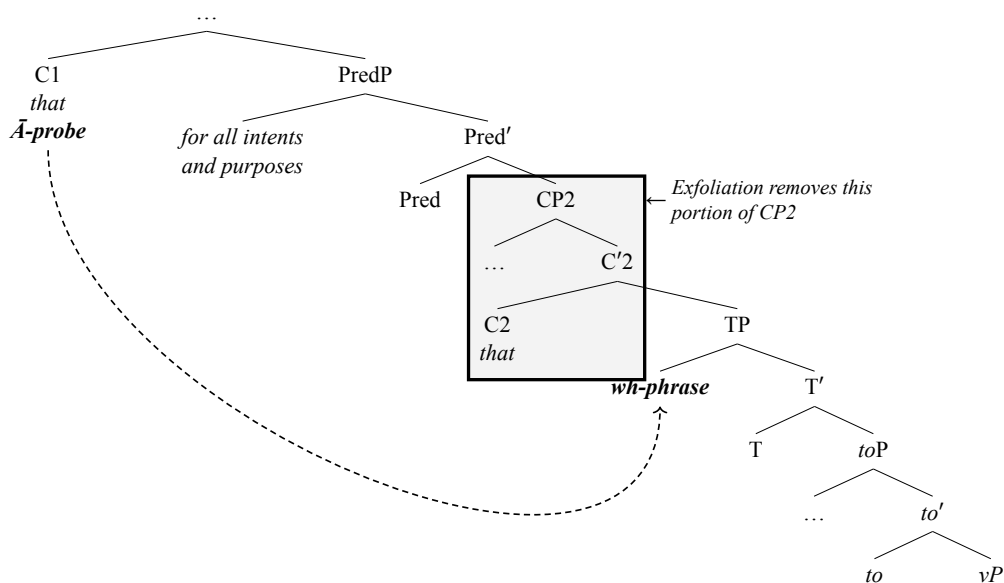 …
C1 PredP
that
Ā-probe
for all intents
and purposes
Pred′
Pred CP2
← Exfoliation removes this
portion of CP2
… C′2
C2 TP
that
wh-phrase T′
T toP
… to′
to vP